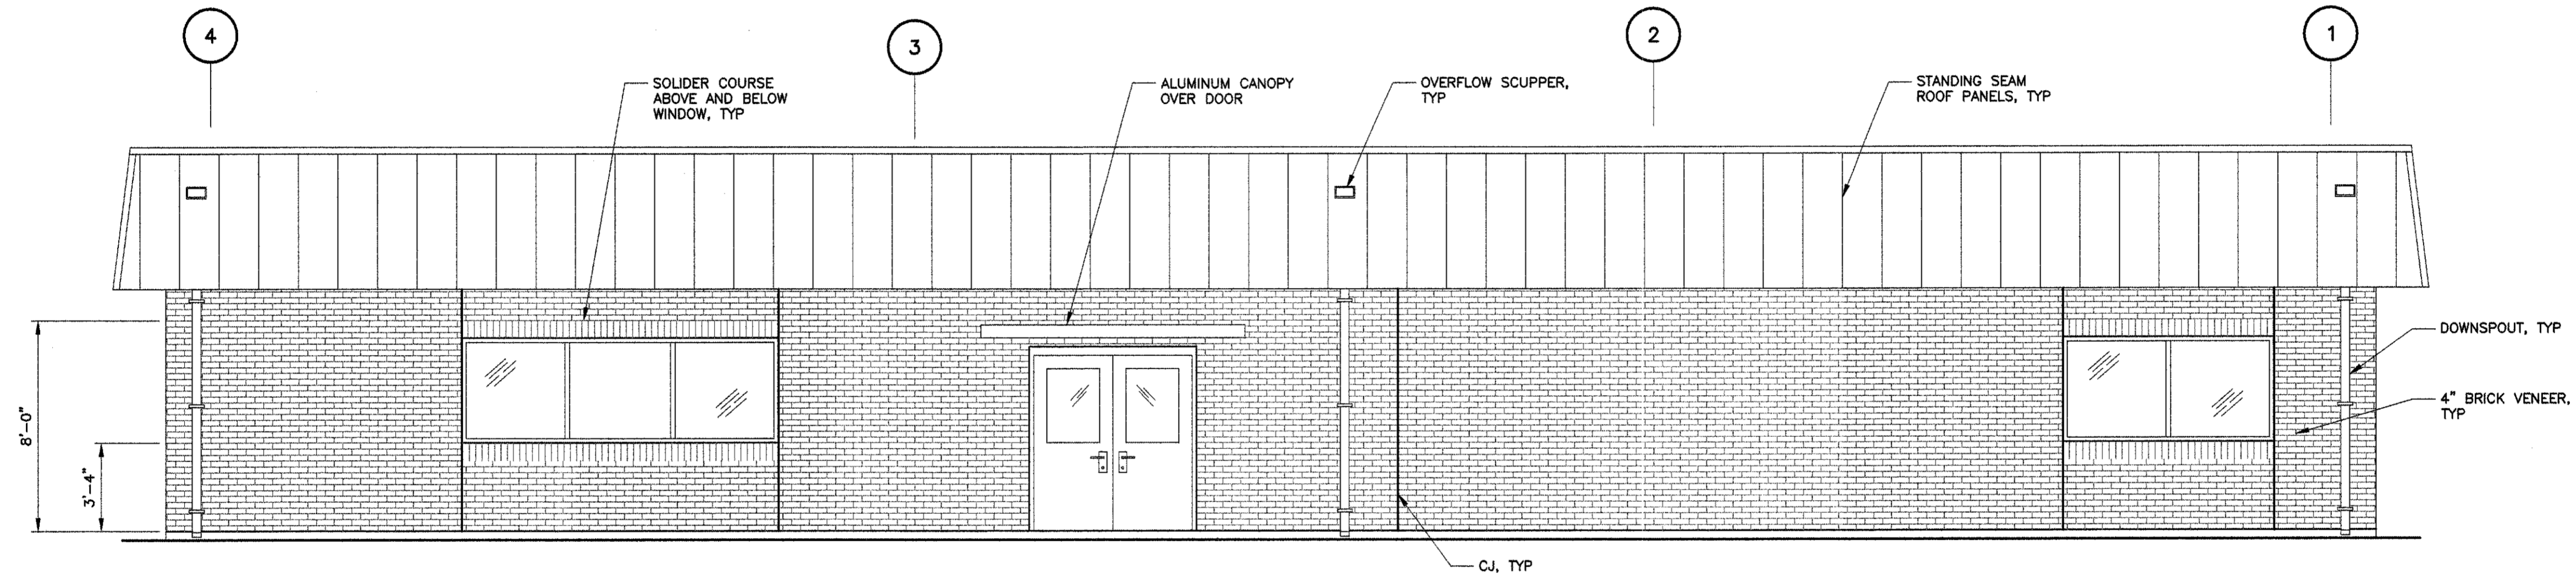 4
3
2
1
SOLIDER COURSE
ABOVE AND BELOW
WINDOW, TYP
ALUMINUM CANOPY
OVER DOOR
OVERFLOW SCUPPER,
TYP
STANDING SEAM
ROOF PANELS, TYP
DOWNSPOUT, TYP
4" BRICK VENEER,
TYP
8'-0"
3'-4"
CJ, TYP